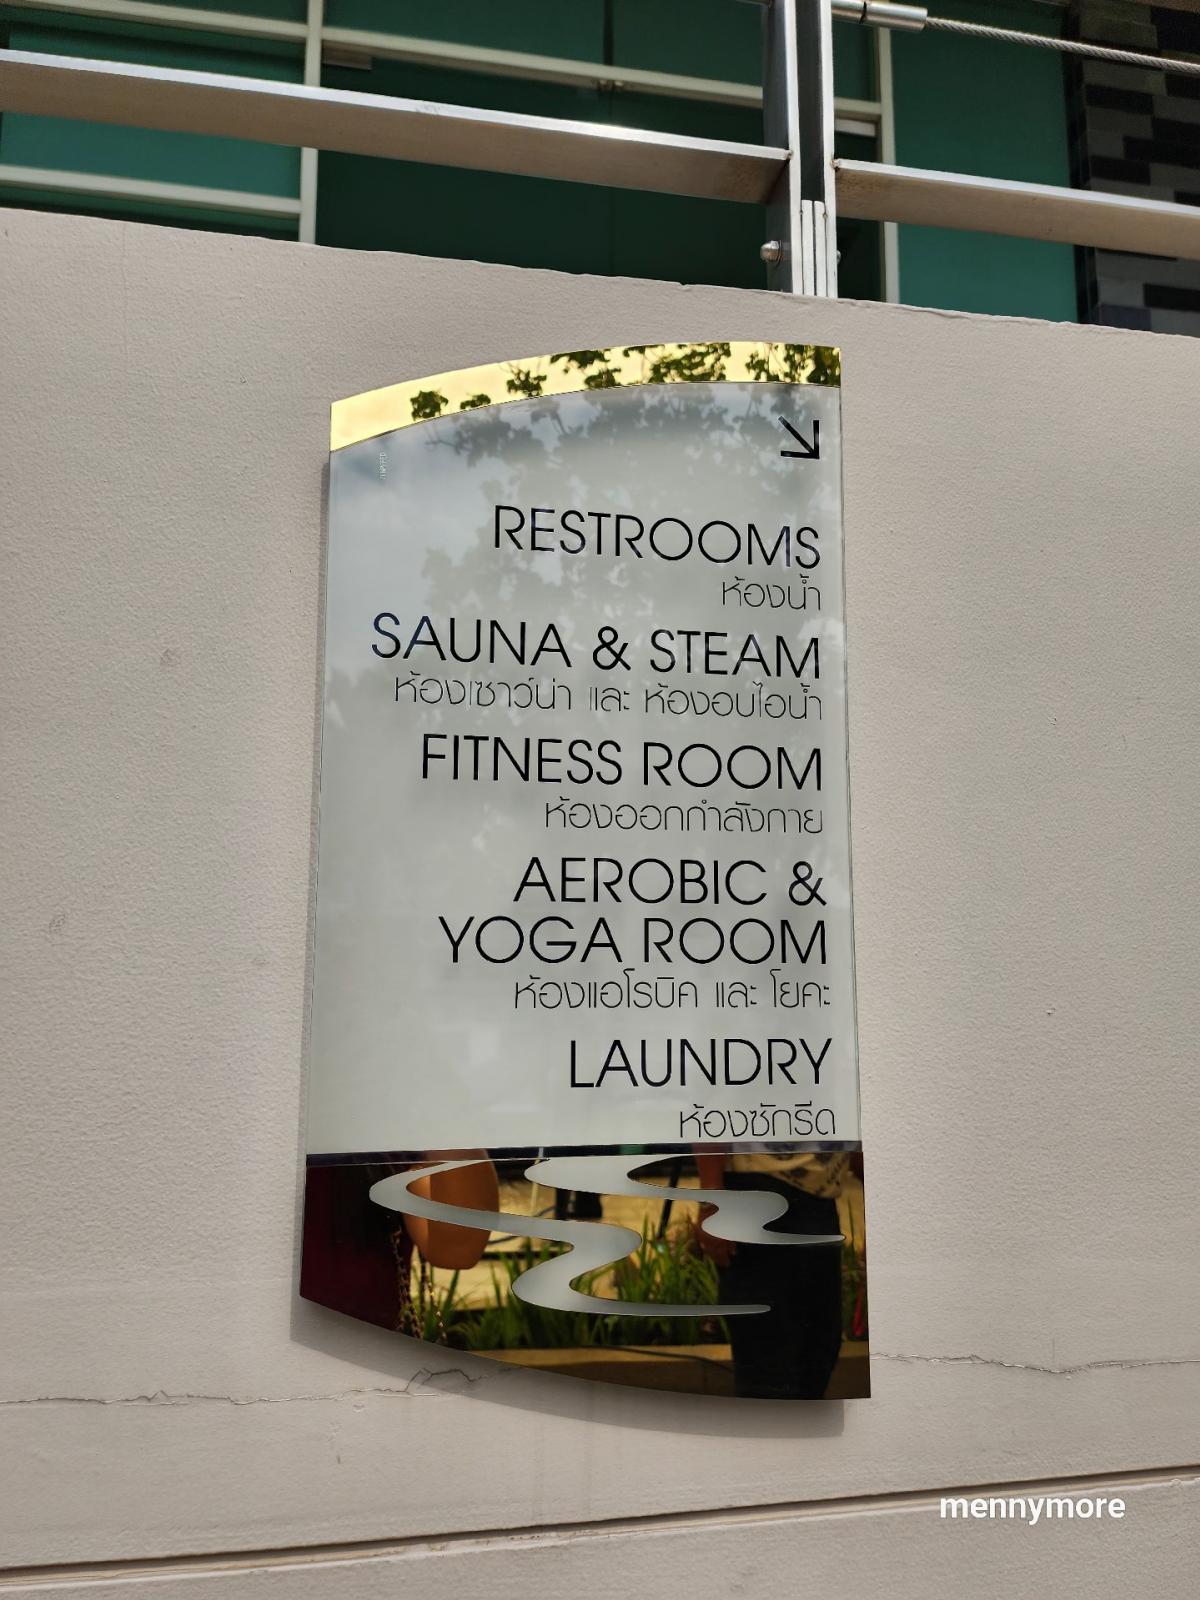 RESTROOMS
ห้องน้ำ
SAUNA & STEAM
ห้องเซาว์น่า และ ห้องอบไอน้ำ
FITNESS ROOM
ห้องออกกำลังกาย
AEROBIC &
YOGA ROOM
ห้องแอโรบิค และ โยคะ
LAUNDRY
ห้องซักรีด
mennymore